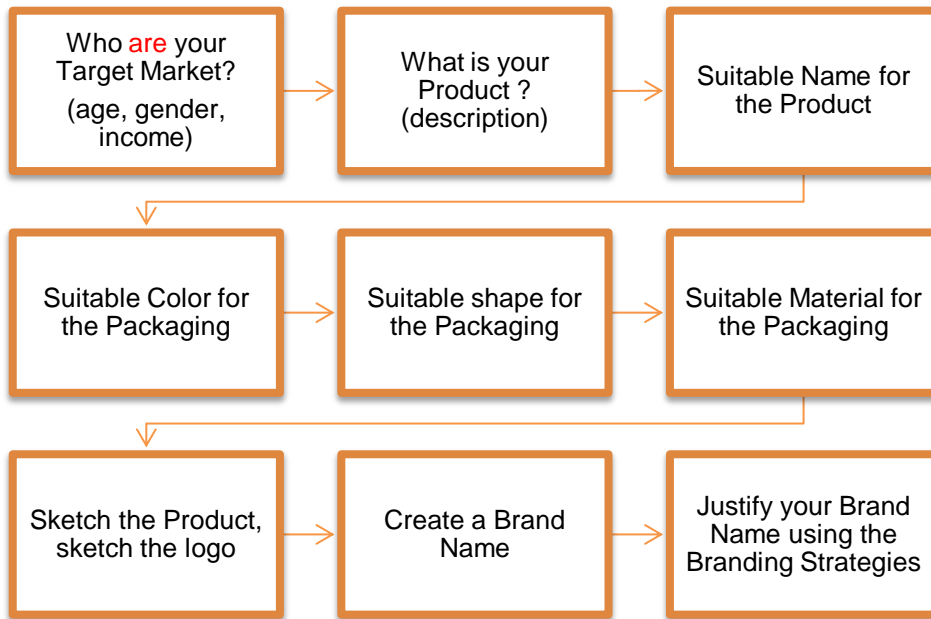 Who are your
Target Market?
(age, gender,
income)
What is your
Product ?
(description)
Suitable Name for
the Product
Suitable Color for
the Packaging
Suitable shape for
the Packaging
Suitable Material for
the Packaging
Sketch the Product,
sketch the logo
Create a Brand
Name
Justify your Brand
Name using the
Branding Strategies